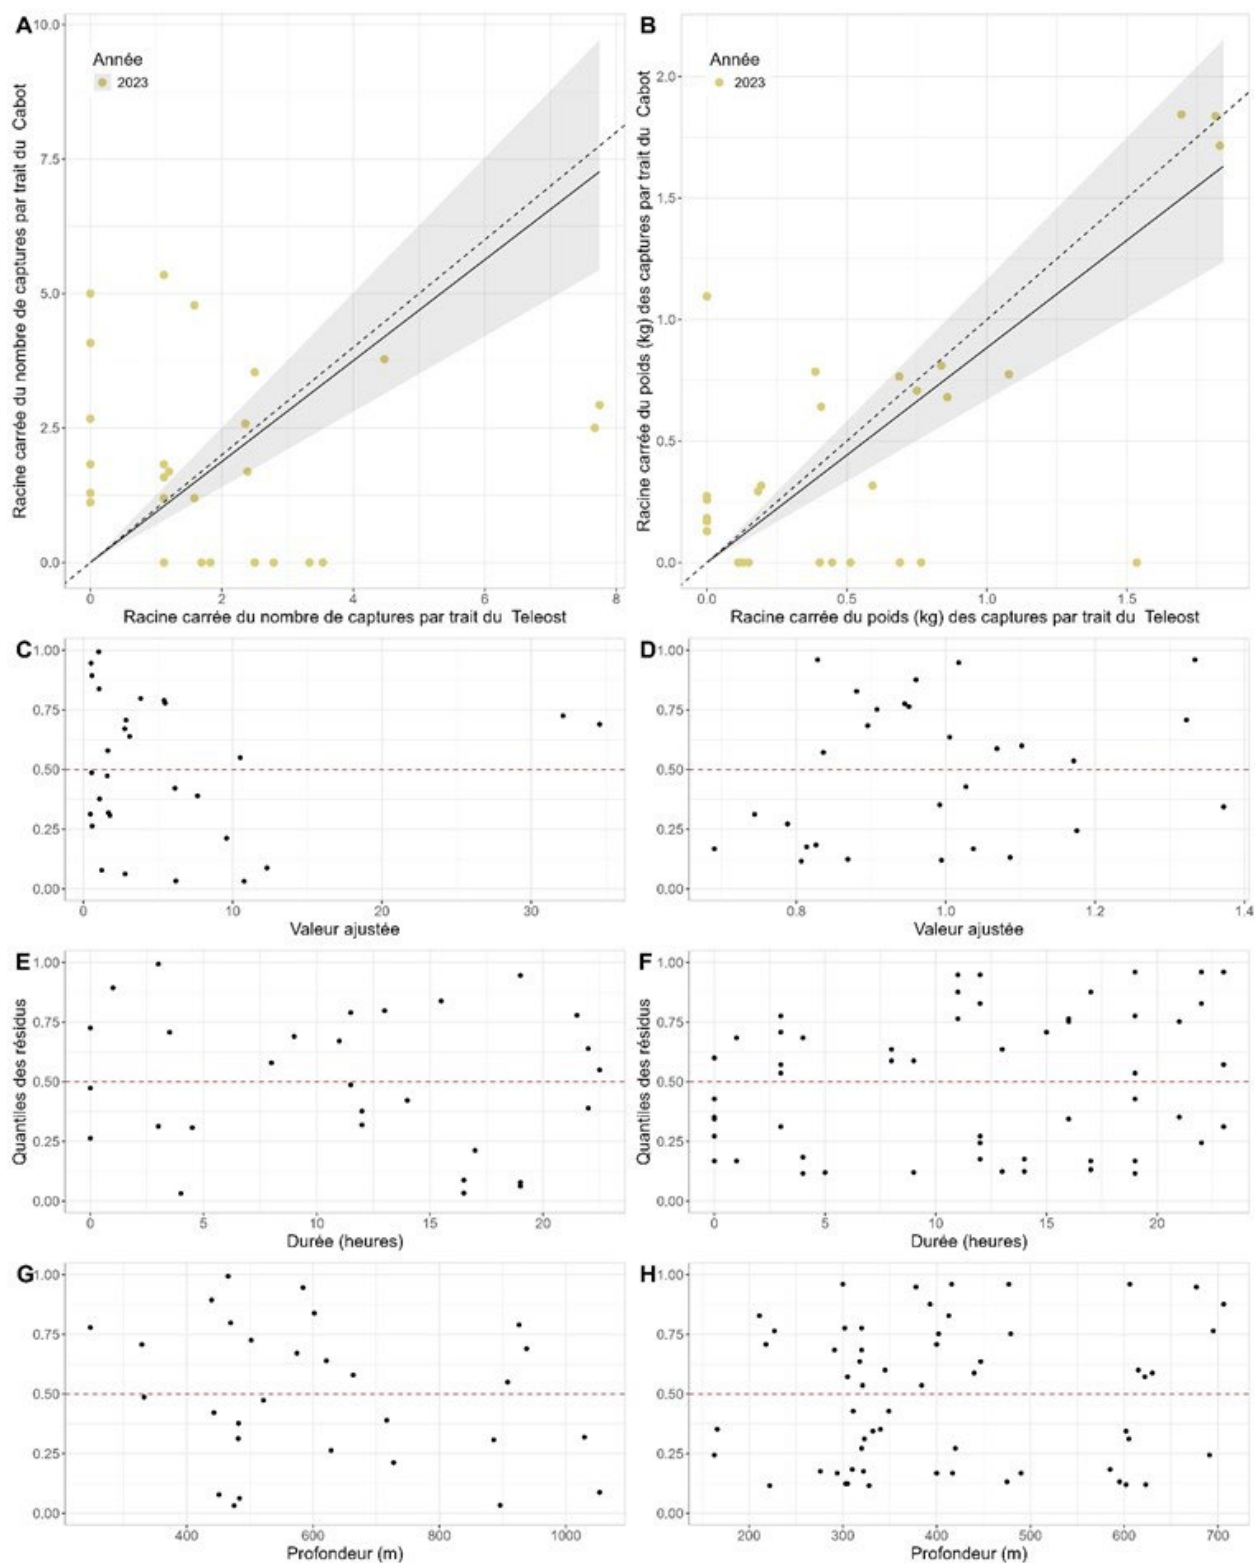 A
B
10.0
7.5
5.0
2.5
0.0
Année
2023
Racine carrée du nombre de captures par trait du Cabot
0 2 4 6 8
Racine carrée du nombre de captures par trait du Teleost
2.0
1.5
1.0
0.5
0.0
Année
2023
Racine carrée du poids (kg) des captures par trait du Cabot
0.0 0.5 1.0 1.5
Racine carrée du poids (kg) des captures par trait du Teleost
C
1.00
0.75
0.50
0.25
0.00
0 10 20 30
Valeur ajustée
D
1.00
0.75
0.50
0.25
0.00
0.8 1.0 1.2 1.4
Valeur ajustée
E
1.00
0.75
0.50
0.25
0.00
Quantiles des résidus
0 5 10 15 20
Durée (heures)
F
1.00
0.75
0.50
0.25
0.00
Quantiles des résidus
0 5 10 15 20
Durée (heures)
G
1.00
0.75
0.50
0.25
0.00
400 600 800 1000
Profondeur (m)
H
1.00
0.75
0.50
0.25
0.00
200 300 400 500 600 700
Profondeur (m)